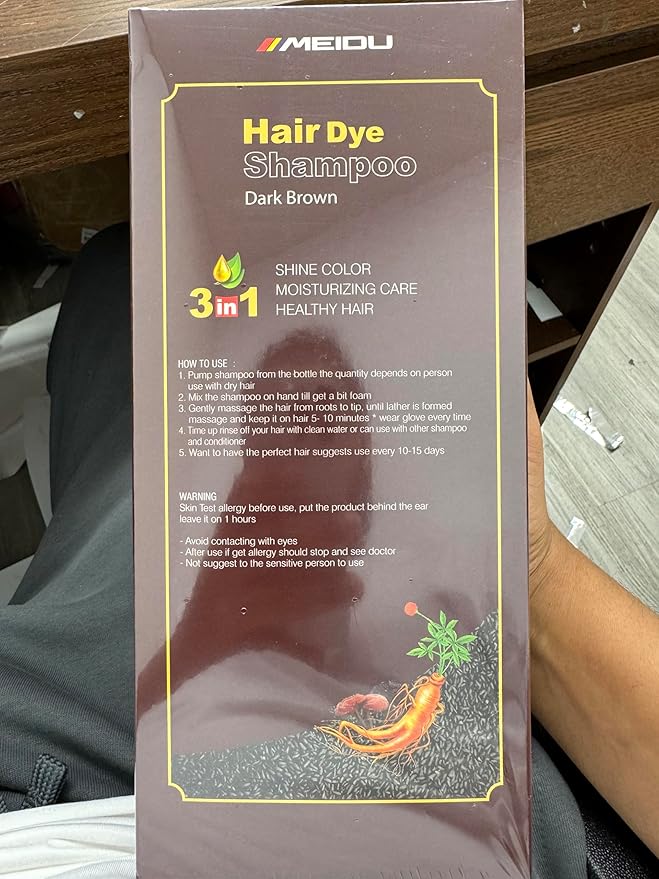 MEIDU
Hair Dye
Shampoo
Dark Brown
3in1
SHINE COLOR
MOISTURIZING CARE
HEALTHY HAIR
HOW TO USE :
1. Pump shampoo from the bottle the quantity depends on person
use with dry hair
2. Mix the shampoo on hand till get a bit foam
3. Gently massage the hair from roots to tip, until lather is formed
massage and keep it on hair 5- 10 minutes * wear glove every time
4. Time up rinse off your hair with clean water or can use with other shampoo
and conditioner
5. Want to have the perfect hair suggests use every 10-15 days
WARNING
Skin Test allergy before use, put the product behind the ear
leave it on 1 hours
- Avoid contacting with eyes
- After use if get allergy should stop and see doctor
- Not suggest to the sensitive person to use